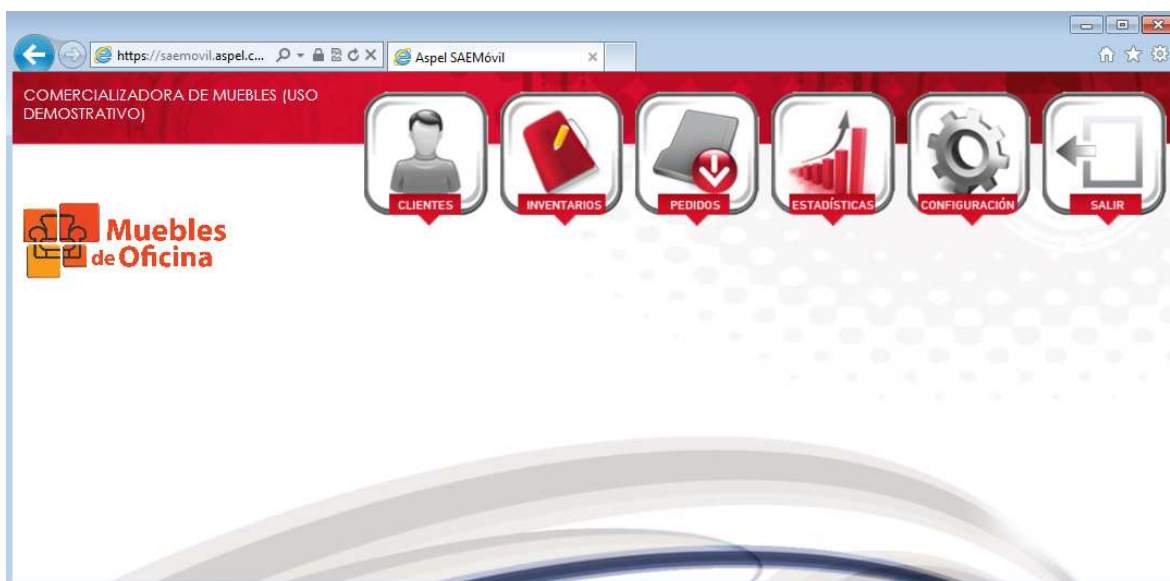 https://saemovil.aspel.c...
Aspel SAEMóvil
COMERCIALIZADORA DE MUEBLES (USO
DEMOSTRATIVO)
CLIENTES
INVENTARIOS
PEDIDOS
ESTADÍSTICAS
CONFIGURACIÓN
SALIR
Muebles
de Oficina